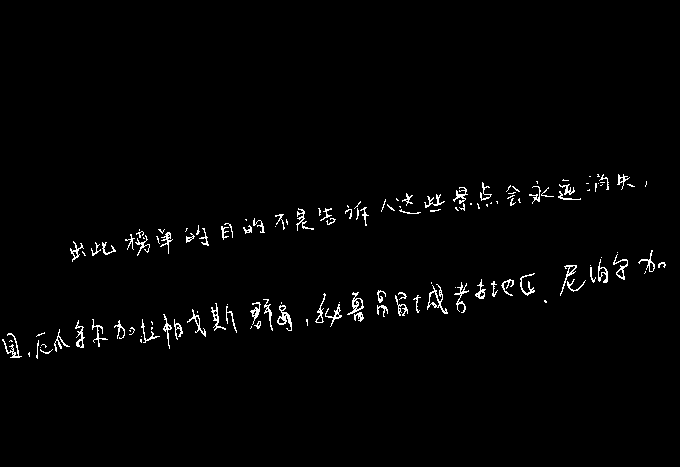 出此榜单的目的不是告诉人这些景点会永远消失，
国、厄瓜尔加拉帕戈斯群岛、秘鲁昌昌城考古地区、尼泊尔加